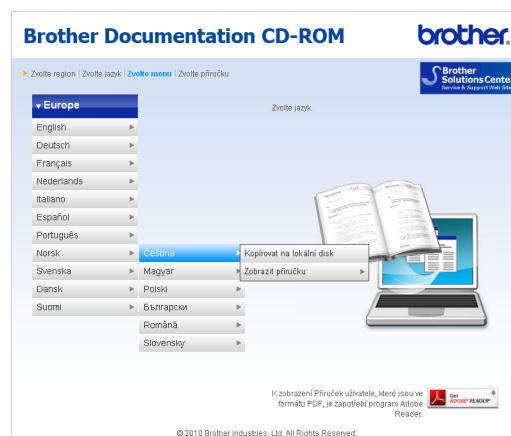 Brother Documentation CD-ROM
brother.
Zvolte region | Zvolte jazyk | Zvolte menu | Zvolte příručku
Brother
Solutions Cente
Service & Support Web Site
Europe
Zvolte jazyk.
English
Deutsch
Français
Nederlands
Italiano
Español
Português
Norsk
Čeština
Kopírovat na lokální disk
Svenska
Magyar
Zobrazit příručku
Dansk
Polski
Suomi
Български
Română
Slovensky
K zobrazení Příruček uživatele, které jsou ve
formátu PDF, je zapotřebí program Adobe
Reader.
Get
ADOBE® READER®
© 2010 Brother Industries, Ltd. All Rights Reserved.